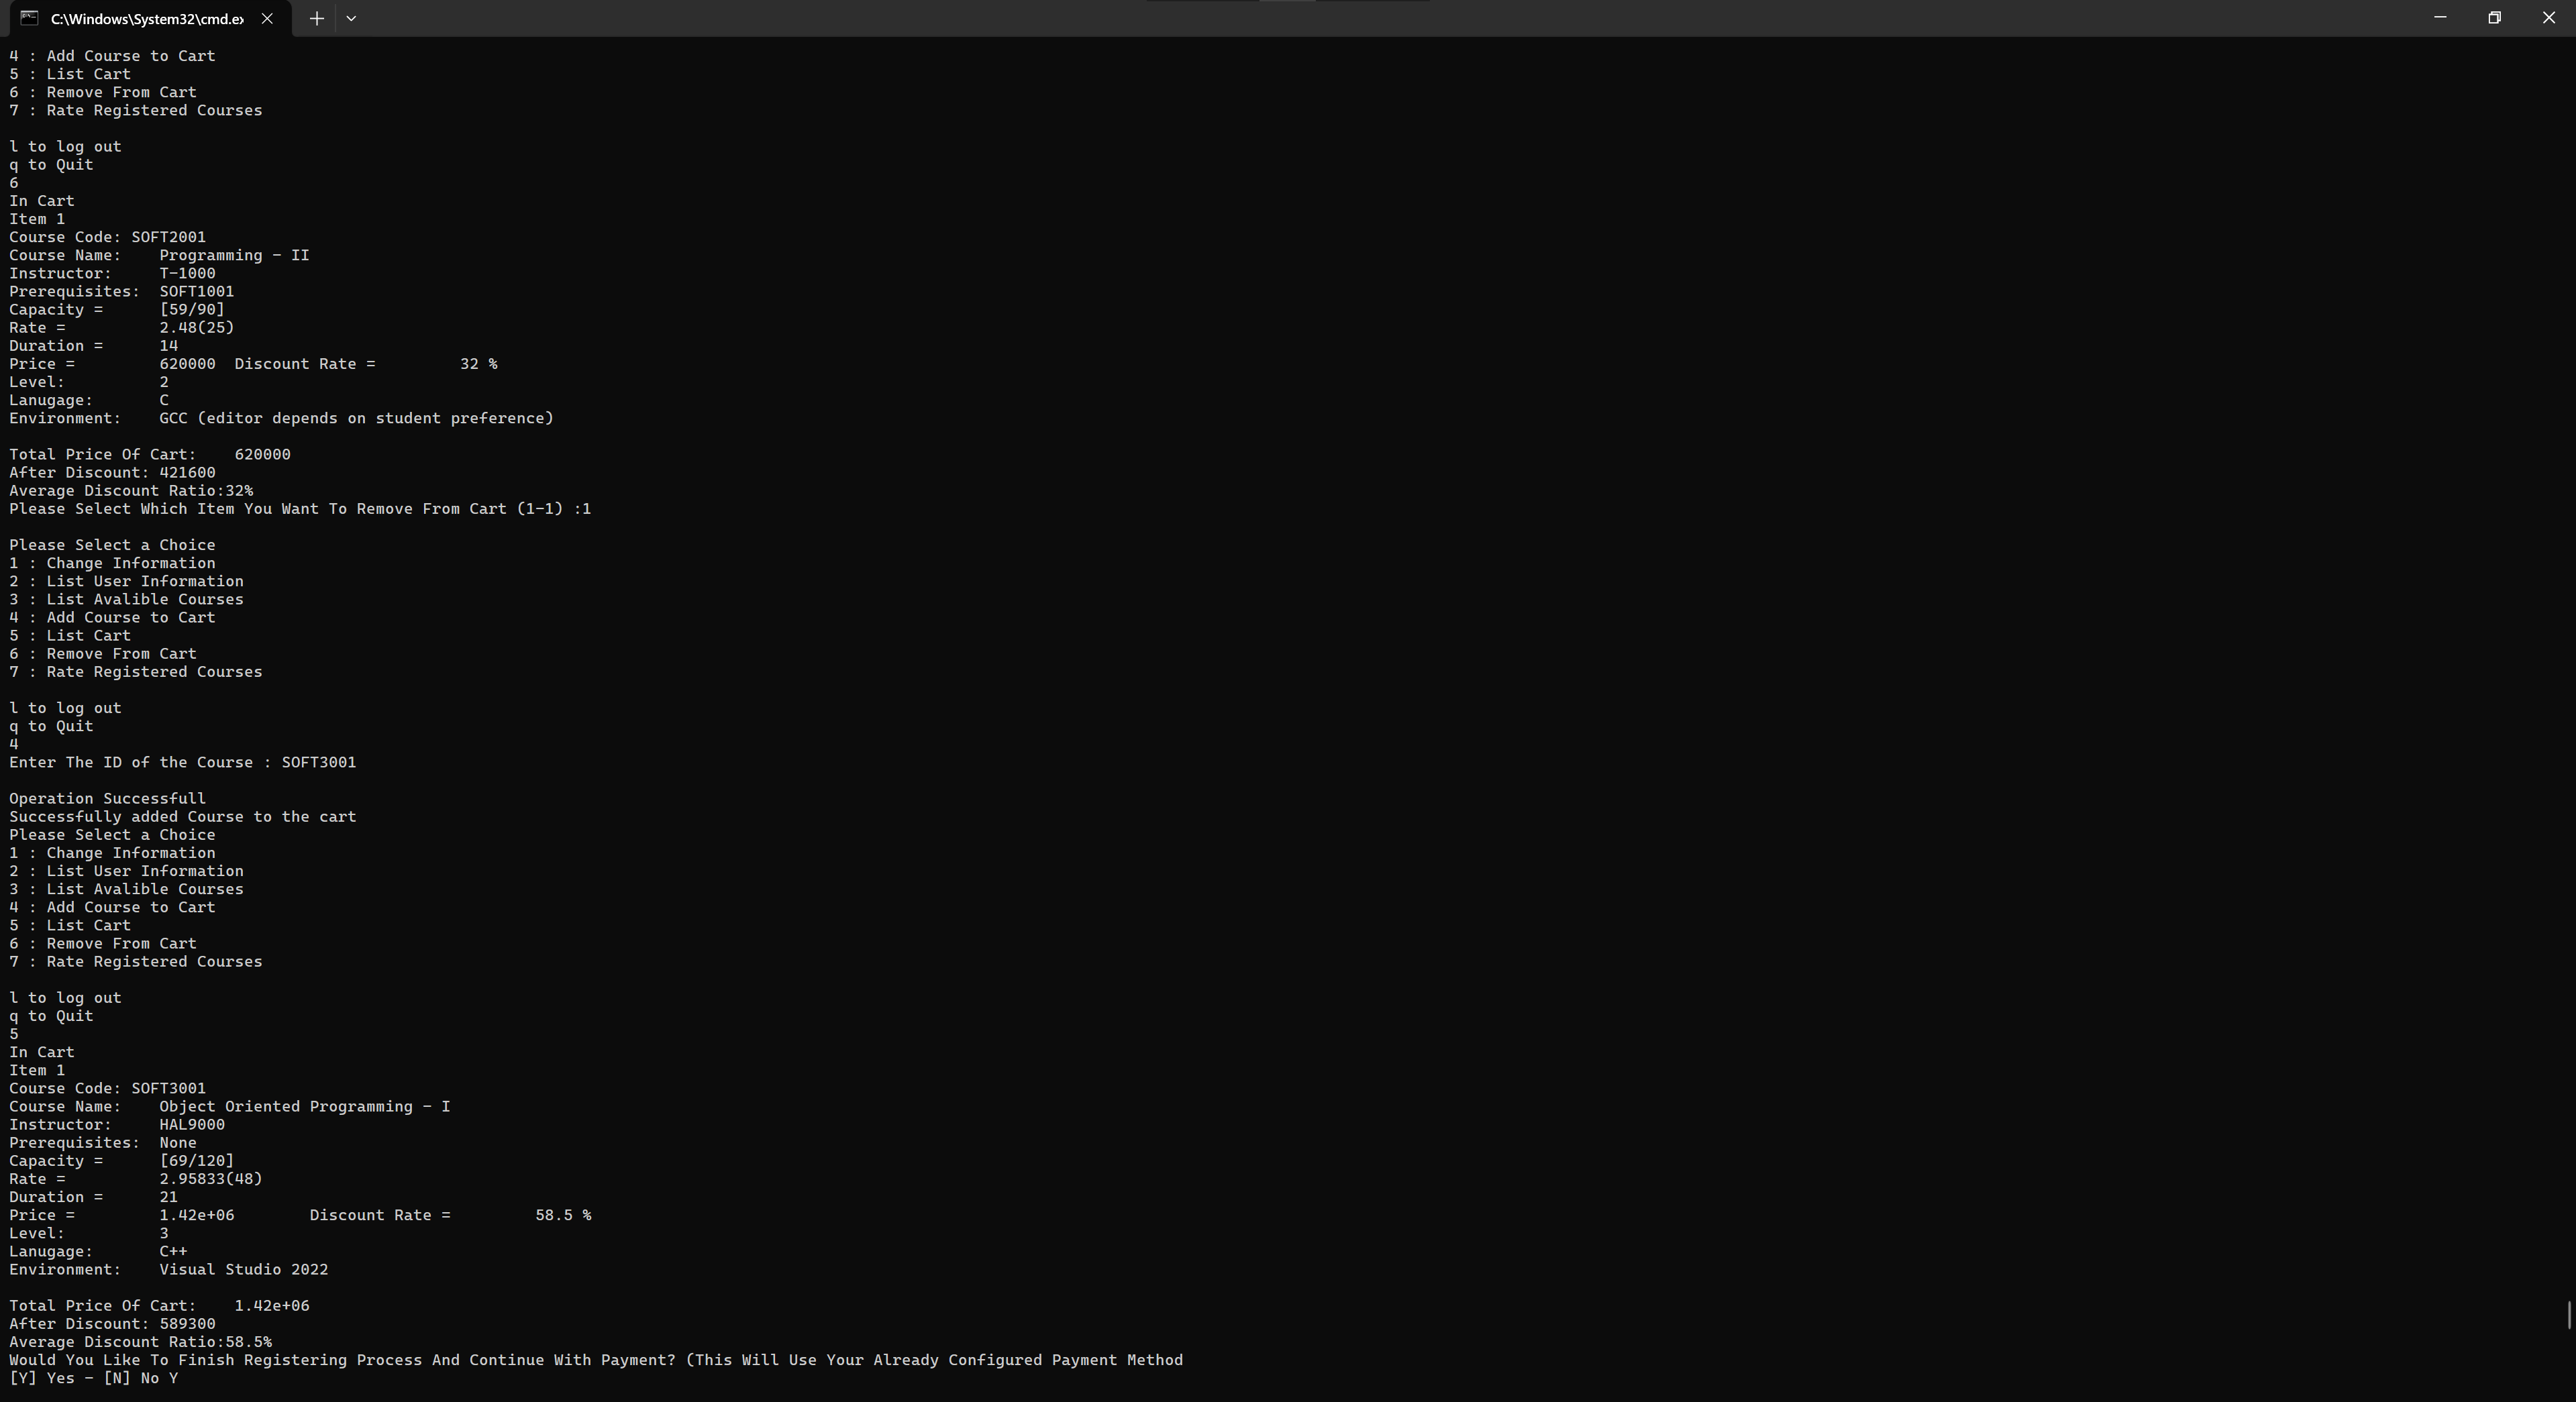 C:\Windows\System32\cmd.ex
4 : Add Course to Cart
5 : List Cart
6 : Remove From Cart
7 : Rate Registered Courses
l to log out
q to Quit
6
In Cart
Item 1
Course Code: SOFT2001
Course Name:    Programming - II
Instructor:     T-1000
Prerequisites:  SOFT1001
Capacity =      [59/90]
Rate =          2.48(25)
Duration =      14
Price =         620000  Discount Rate =         32 %
Level:          2
Lanugage:       C
Environment:    GCC (editor depends on student preference)
Total Price Of Cart:    620000
After Discount: 421600
Average Discount Ratio:32%
Please Select Which Item You Want To Remove From Cart (1-1) :1
Please Select a Choice
1 : Change Information
2 : List User Information
3 : List Avalible Courses
4 : Add Course to Cart
5 : List Cart
6 : Remove From Cart
7 : Rate Registered Courses
l to log out
q to Quit
4
Enter The ID of the Course : SOFT3001
Operation Successfull
Successfully added Course to the cart
Please Select a Choice
1 : Change Information
2 : List User Information
3 : List Avalible Courses
4 : Add Course to Cart
5 : List Cart
6 : Remove From Cart
7 : Rate Registered Courses
l to log out
q to Quit
5
In Cart
Item 1
Course Code: SOFT3001
Course Name:    Object Oriented Programming - I
Instructor:     HAL9000
Prerequisites:  None
Capacity =      [69/120]
Rate =          2.95833(48)
Duration =      21
Price =         1.42e+06        Discount Rate =         58.5 %
Level:          3
Lanugage:       C++
Environment:    Visual Studio 2022
Total Price Of Cart:    1.42e+06
After Discount: 589300
Average Discount Ratio:58.5%
Would You Like To Finish Registering Process And Continue With Payment? (This Will Use Your Already Configured Payment Method
[Y] Yes - [N] No Y